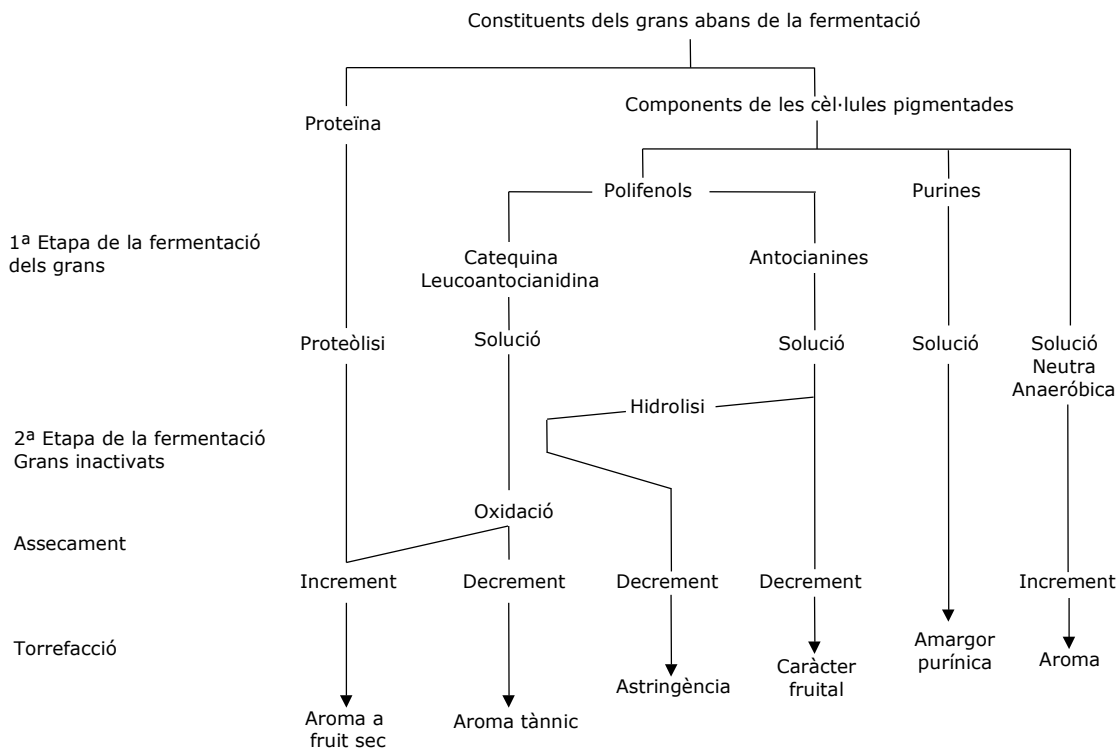 Constituents dels grans abans de la fermentació
Components de les cèl·lules pigmentades
Proteïna
Polifenols
Purines
1ª Etapa de la fermentació
dels grans
Catequina
Leucoantocianidina
Antocianines
Proteòlisi
Solució
Solució
Solució
Solució
Neutra
Anaeróbica
Hidrolisi
2ª Etapa de la fermentació
Grans inactivats
Oxidació
Assecament
Increment
Decrement
Decrement
Decrement
Increment
Torrefacció
Amargor
purínica
Aroma
Caràcter
fruital
Astringència
Aroma a
fruit sec
Aroma tànnic